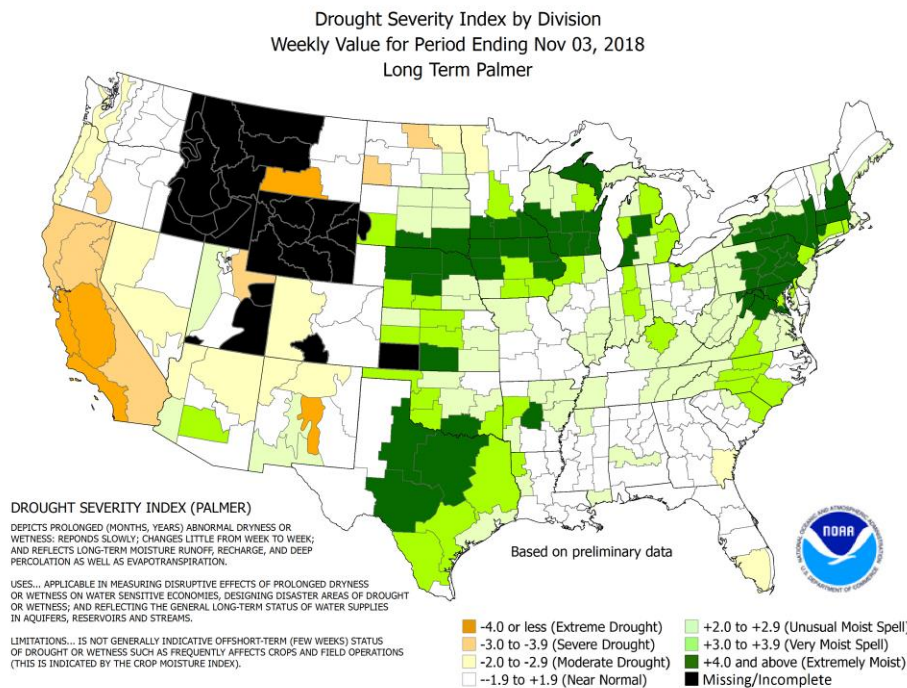 Drought Severity Index by Division
Weekly Value for Period Ending Nov 03, 2018
Long Term Palmer
DROUGHT SEVERITY INDEX (PALMER)
DEPICTS PROLONGED (MONTHS, YEARS) ABNORMAL DRYNESS OR
WETNESS: REPONDS SLOWLY; CHANGES LITTLE FROM WEEK TO WEEK;
AND REFLECTS LONG-TERM MOISTURE RUNOFF, RECHARGE, AND DEEP
PERCOLATION AS WELL AS EVAPOTRANSPIRATION.
USES... APPLICABLE IN MEASURING DISRUPTIVE EFFECTS OF PROLONGED DRYNESS
OR WETNESS ON WATER SENSITIVE ECONOMIES, DESIGNING DISASTER AREAS OF DROUGHT
OR WETNESS; AND REFLECTING THE GENERAL LONG-TERM STATUS OF WATER SUPPLIES
IN AQUIFERS, RESERVOIRS AND STREAMS.
LIMITATIONS... IS NOT GENERALLY INDICATIVE OFFSHORT-TERM (FEW WEEKS) STATUS
OF DROUGHT OR WETNESS SUCH AS FREQUENTLY AFFECTS CROPS AND FIELD OPERATIONS
(THIS IS INDICATED BY THE CROP MOISTURE INDEX).
Based on preliminary data
NATIONAL OCEANIC AND ATMOSPHERIC ADMINISTRATION
NOAA
U.S. DEPARTMENT OF COMMERCE
-4.0 or less (Extreme Drought)
-3.0 to -3.9 (Severe Drought)
-2.0 to -2.9 (Moderate Drought)
--1.9 to +1.9 (Near Normal)
+2.0 to +2.9 (Unusual Moist Spell)
+3.0 to +3.9 (Very Moist Spell)
+4.0 and above (Extremely Moist)
Missing/Incomplete